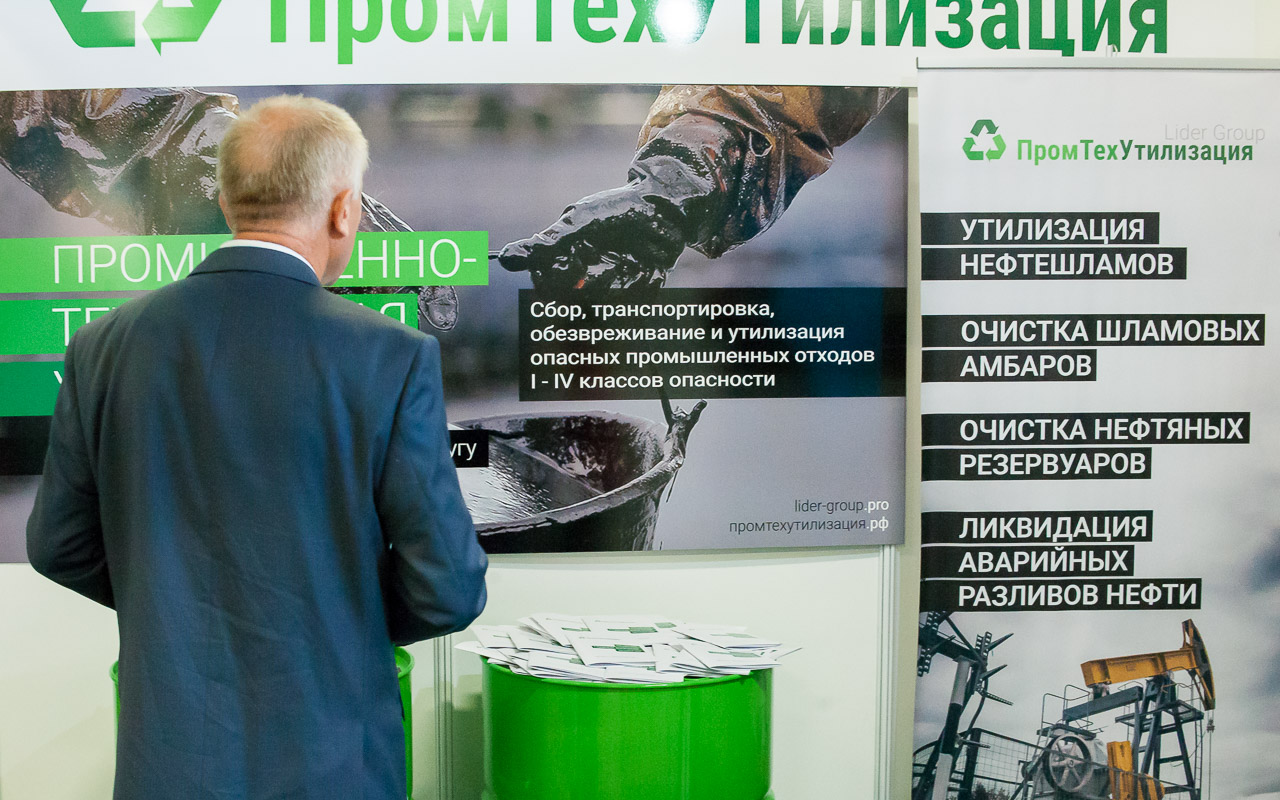 ПромТехУтилизация
Сбор, транспортировка,
обезвреживание и утилизация
опасных промышленных отходов
I - IV классов опасности
lider-group.pro
промтехутилизация.рф
Lider Group
ПромТехУтилизация
УТИЛИЗАЦИЯ
НЕФТЕШЛАМОВ
ОЧИСТКА ШЛАМОВЫХ
АМБАРОВ
ОЧИСТКА НЕФТЯНЫХ
РЕЗЕРВУАРОВ
ЛИКВИДАЦИЯ
АВАРИЙНЫХ
РАЗЛИВОВ НЕФТИ